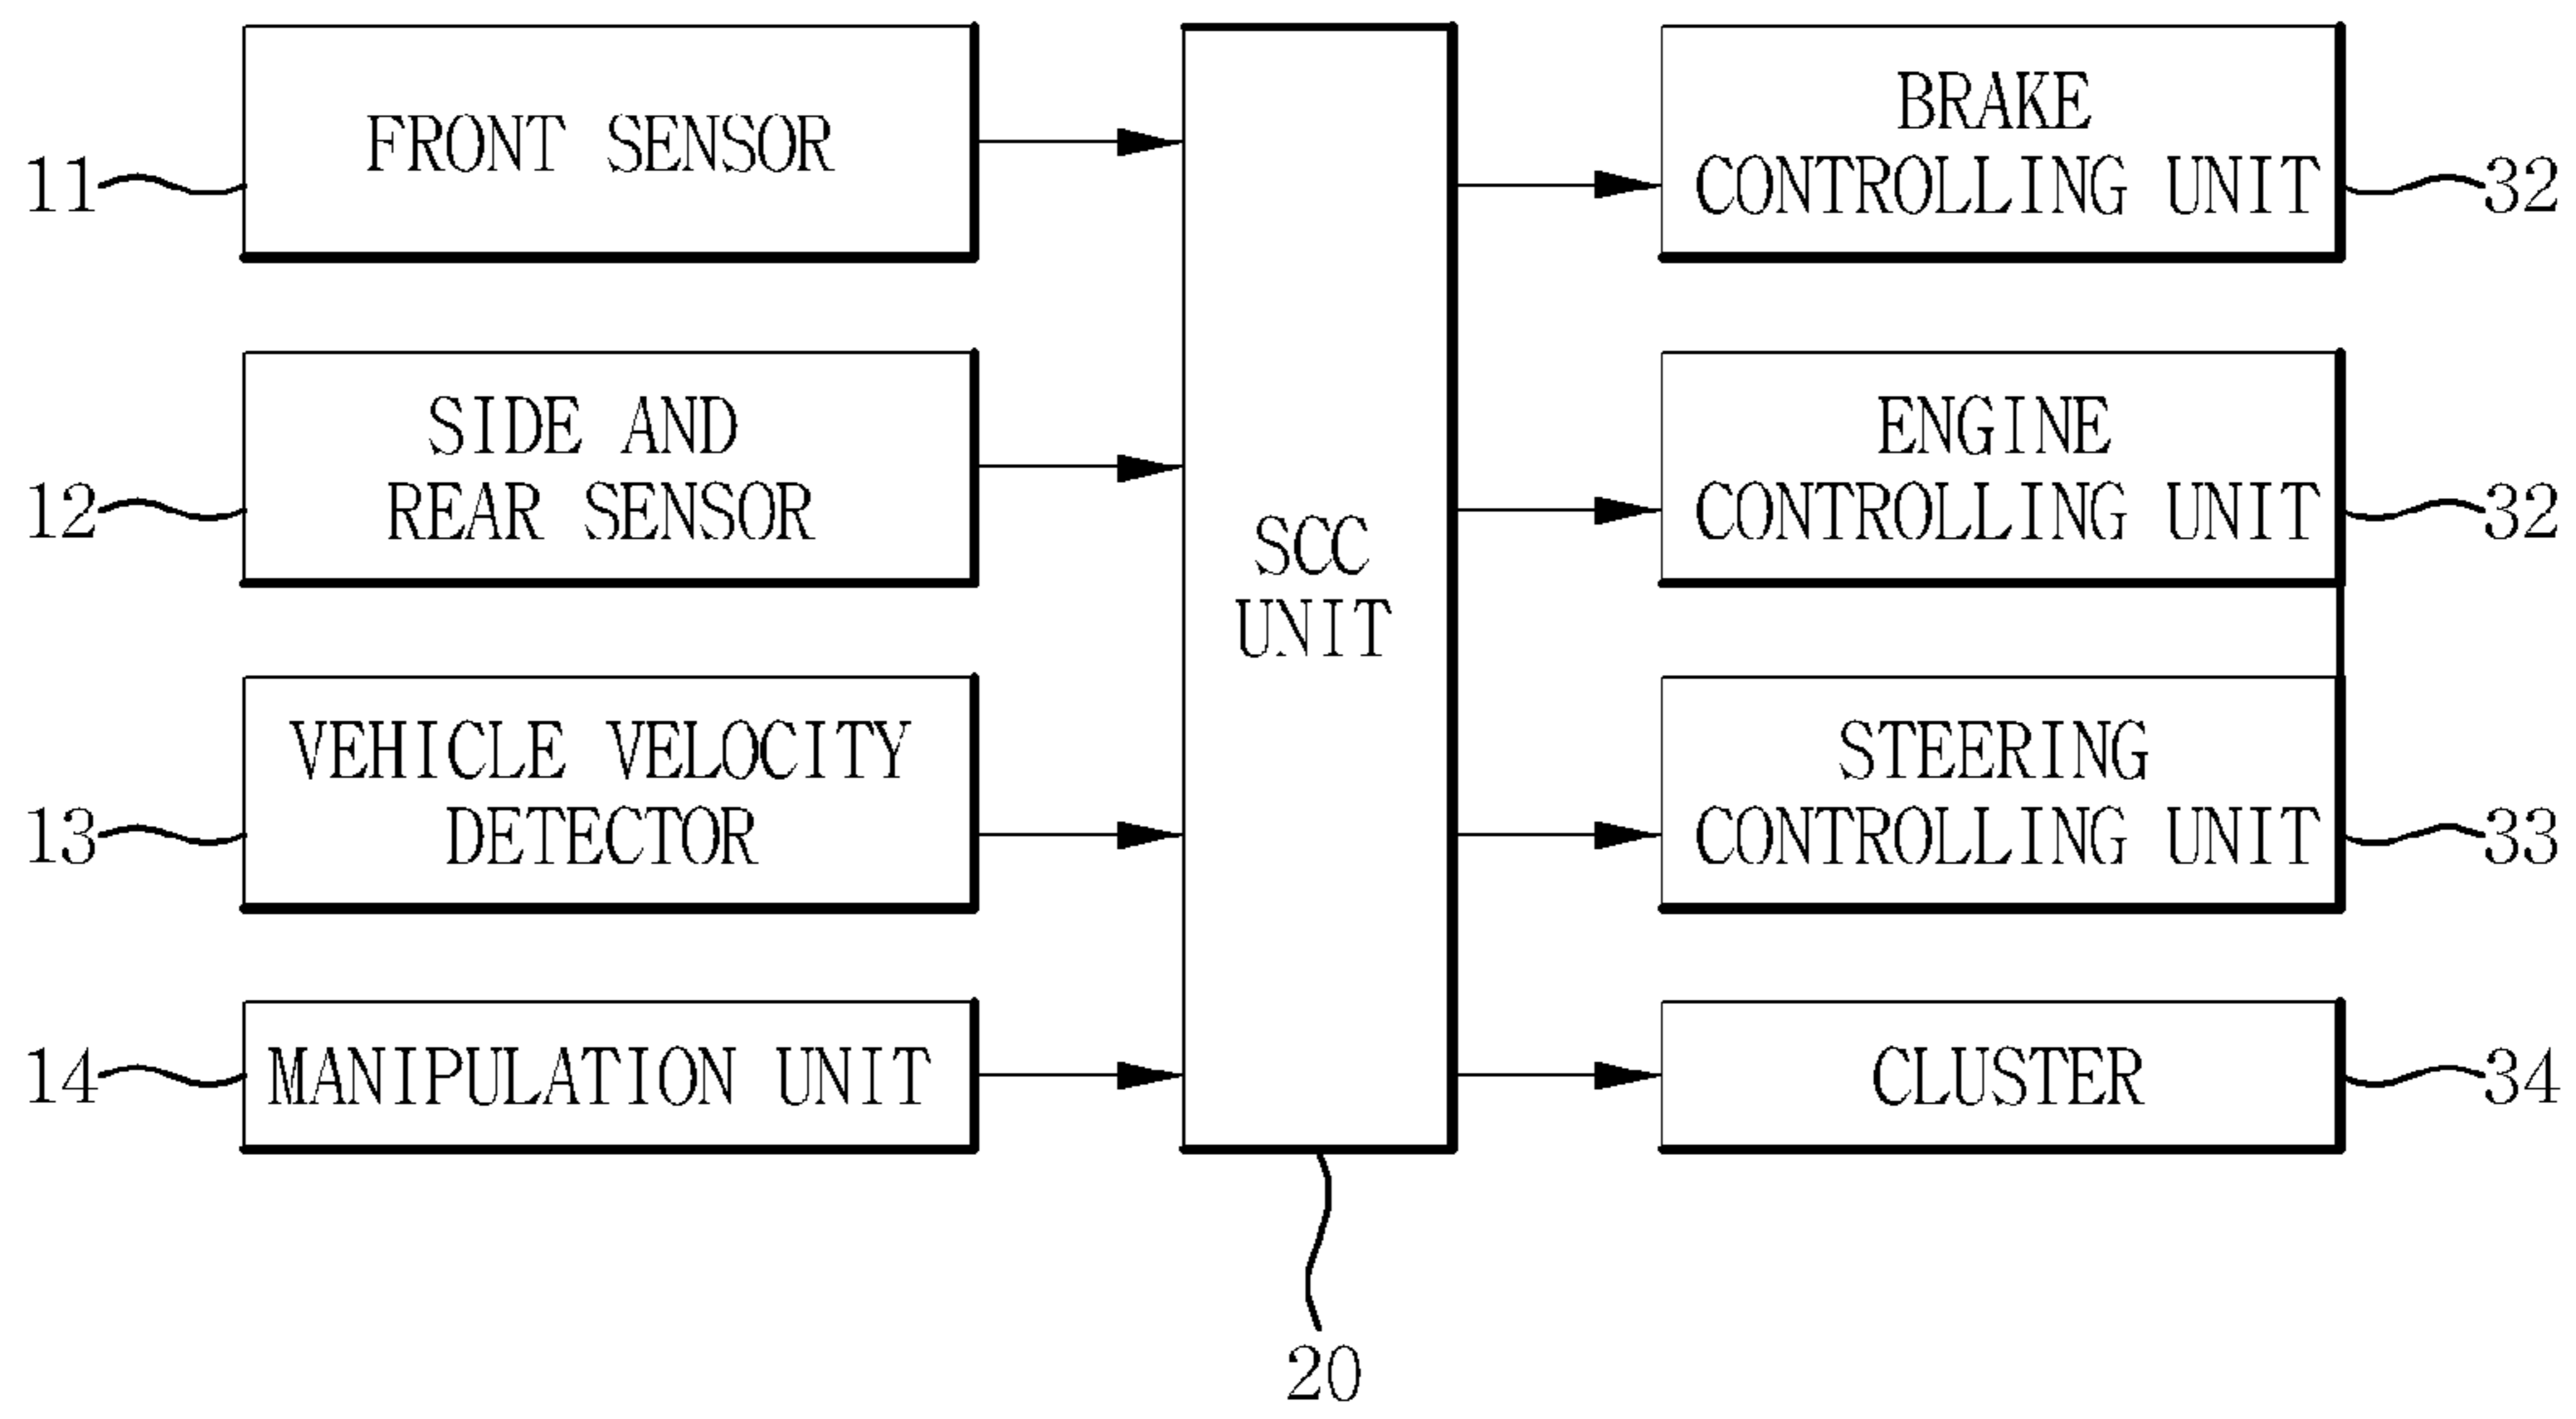 11
FRONT SENSOR
12
SIDE AND
REAR SENSOR
13
VEHICLE VELOCITY
DETECTOR
14
MANIPULATION UNIT
SCC
UNIT
20
BRAKE
CONTROLLING UNIT
32
ENGINE
CONTROLLING UNIT
32
STEERING
CONTROLLING UNIT
33
CLUSTER
34